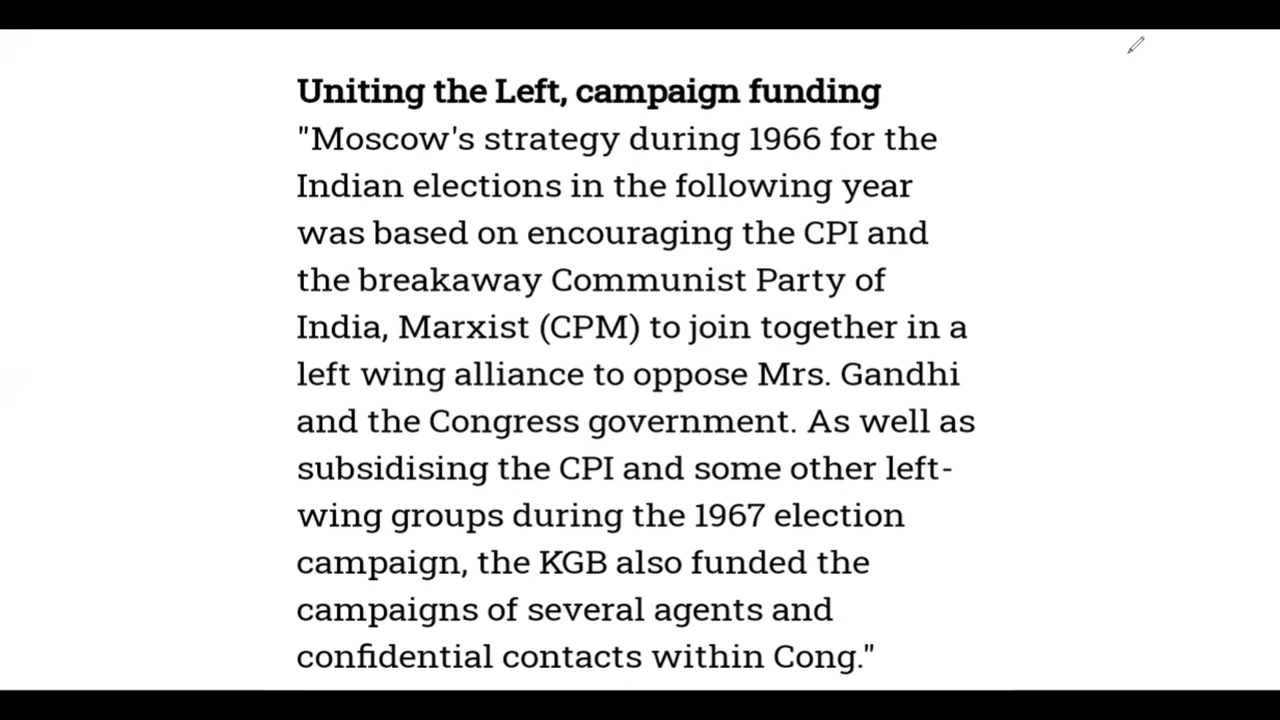 Uniting the Left, campaign funding
"Moscow's strategy during 1966 for the
Indian elections in the following year
was based on encouraging the CPI and
the breakaway Communist Party of
India, Marxist (CPM) to join together in a
left wing alliance to oppose Mrs. Gandhi
and the Congress government. As well as
subsidising the CPI and some other left-
wing groups during the 1967 election
campaign, the KGB also funded the
campaigns of several agents and
confidential contacts within Cong."